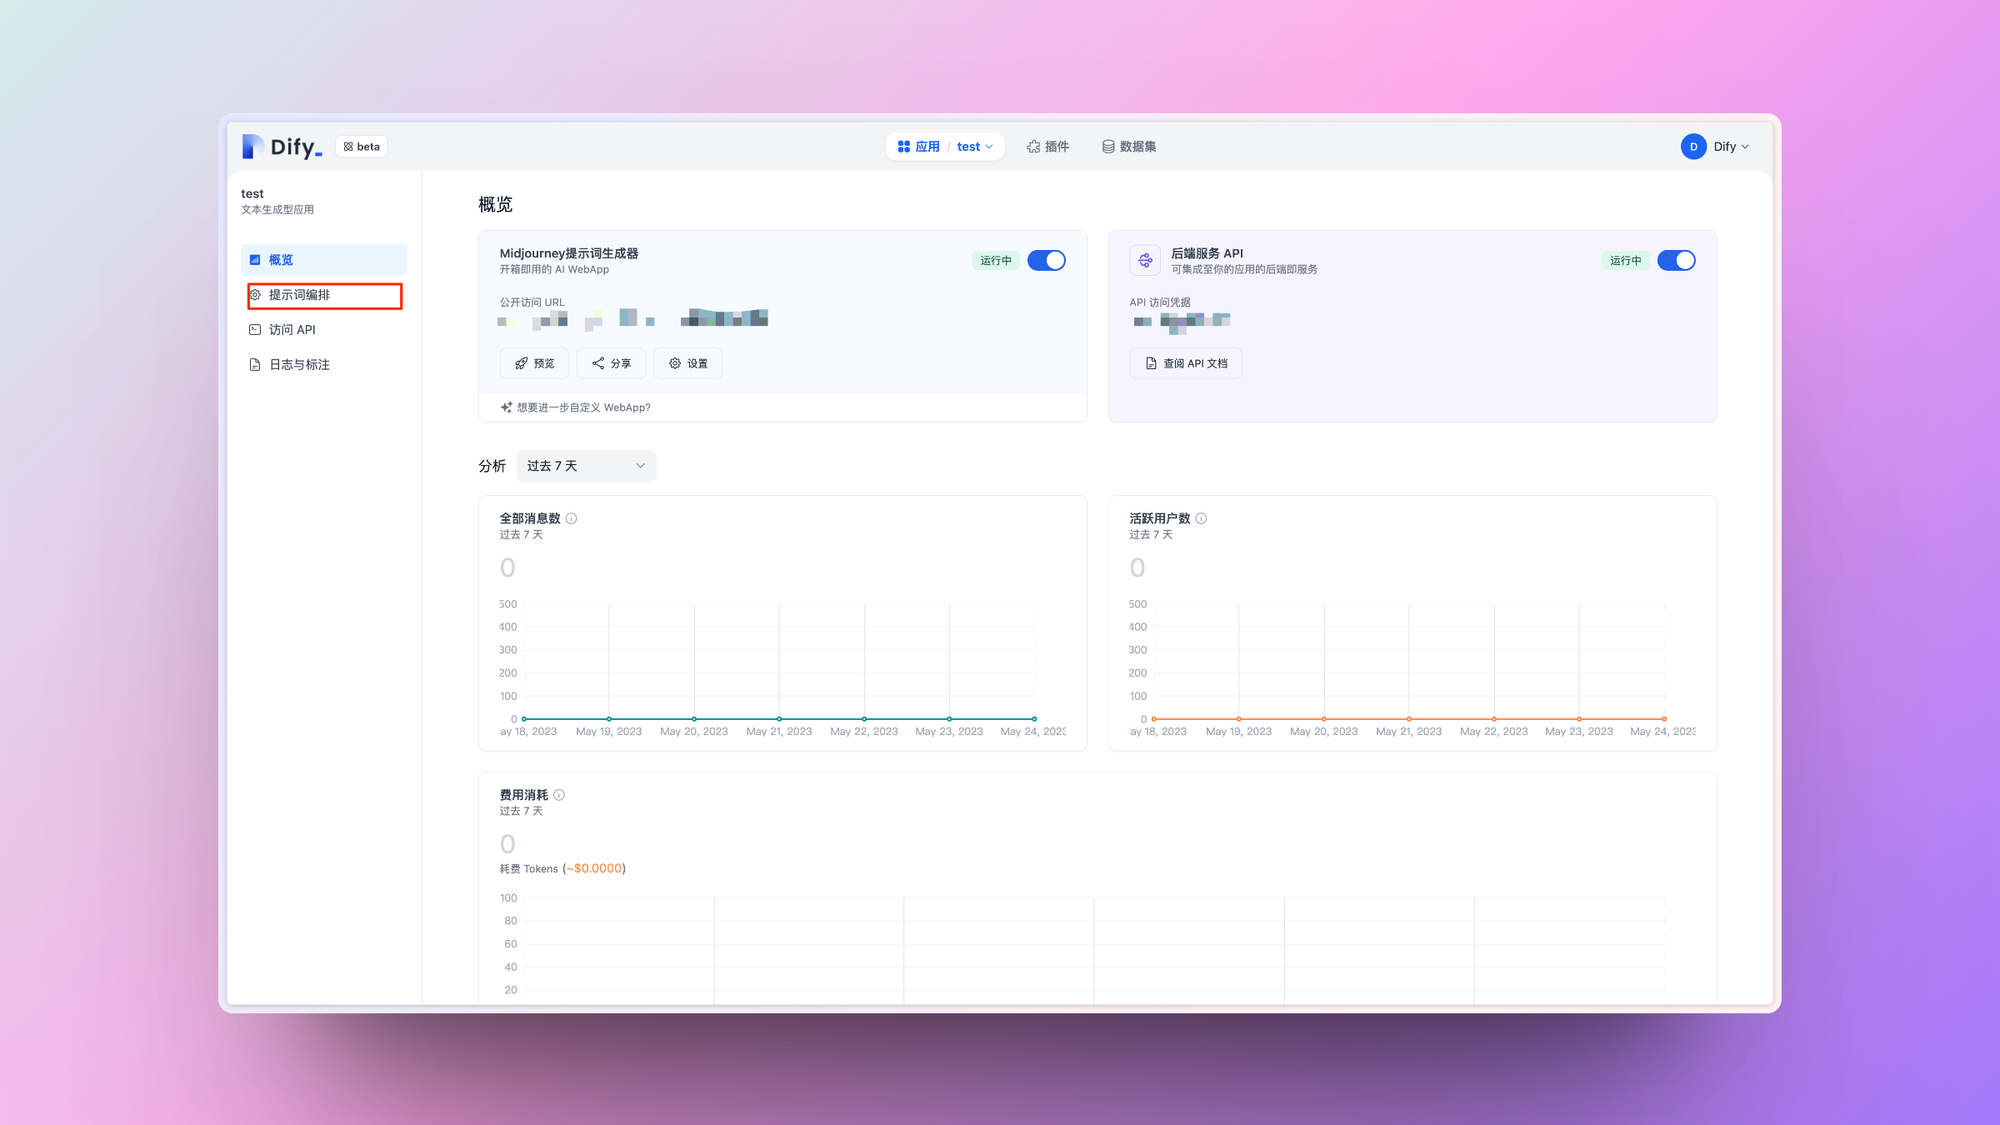 Dify_
beta
应用 / test
插件
数据集
D
Dify
test
文本生成型应用
概览
提示词编排
访问 API
日志与标注
概览
Midjourney提示词生成器
开箱即用的 AI WebApp
运行中
公开访问 URL
预览
分享
设置
想要进一步自定义 WebApp?
后端服务 API
可集成至你的应用的后端即服务
运行中
API 访问凭据
查阅 API 文档
分析
过去 7 天
全部消息数
过去 7 天
0
500
400
300
200
100
0
ay 18, 2023 May 19, 2023 May 20, 2023 May 21, 2023 May 22, 2023 May 23, 2023 May 24, 2023
活跃用户数
过去 7 天
0
500
400
300
200
100
0
ay 18, 2023 May 19, 2023 May 20, 2023 May 21, 2023 May 22, 2023 May 23, 2023 May 24, 2023
费用消耗
过去 7 天
0
耗费 Tokens (~$0.0000)
100
80
60
40
20